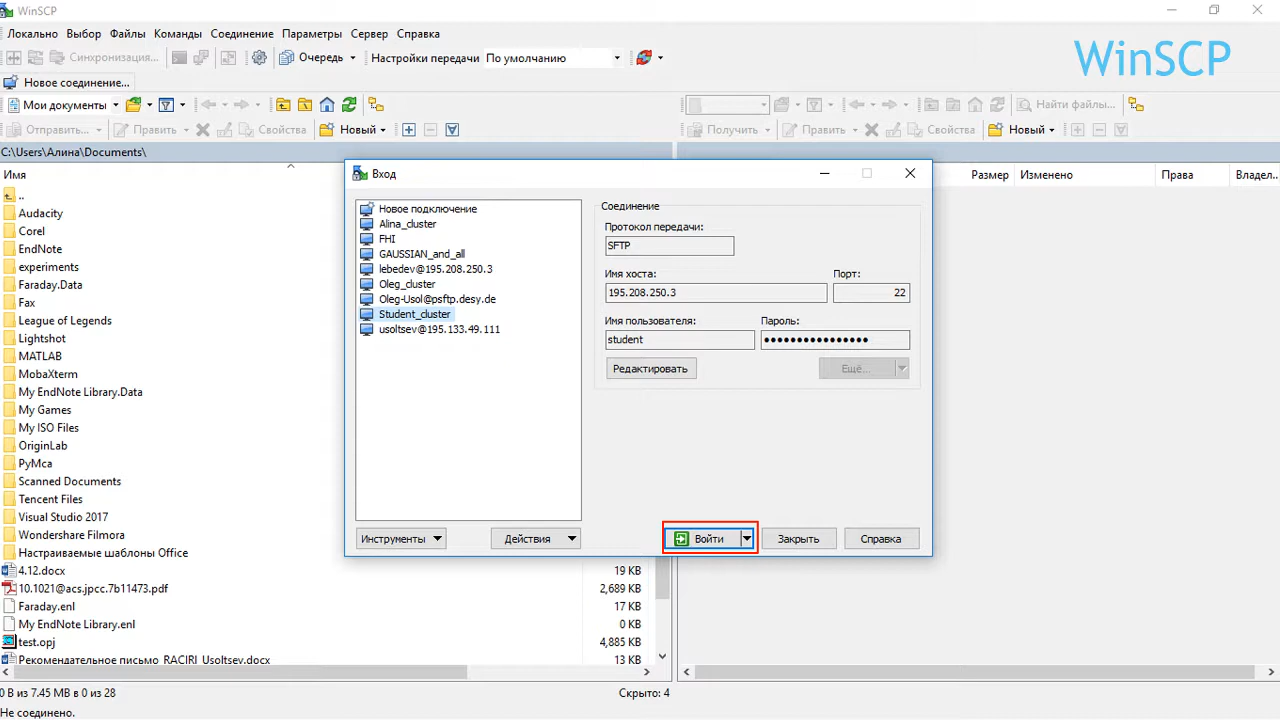 WinSCP
Локально Выбор Файлы Команды Соединение Параметры Сервер Справка
Синхронизация... Очередь Настройки передачи По умолчанию
WinSCP
Новое соединение...
Мои документы Найти файлы...
Отправить... Править Свойства Новый Получить Править Свойства Новый
C:\Users\Алина\Documents\
Имя Размер Изменено Права Владел..
..
Audacity
Corel
EndNote
experiments
Faraday.Data
Fax
League of Legends
Lightshot
MATLAB
MobaXterm
My EndNote Library.Data
My Games
My ISO Files
OriginLab
PyMca
Scanned Documents
Tencent Files
Visual Studio 2017
Wondershare Filmora
Настраиваемые шаблоны Office
4.12.docx 19 KB
10.1021@acs.jpcc.7b11473.pdf 2,689 KB
Faraday.enl 17 KB
My EndNote Library.enl 0 KB
test.opj 4,885 KB
Рекомендательное письмо_RACIRI_Usoltsev.docx 13 KB
0 B из 7.45 MB в 0 из 28 Скрыто: 4
Не соединено.
Вход
Новое подключение
Alina_cluster
FHI
GAUSSIAN_and_all
lebedev@195.208.250.3
Oleg_cluster
Oleg-Usol@psftp.desy.de
Student_cluster
usoltsev@195.133.49.111
Соединение
Протокол передачи:
SFTP
Имя хоста: Порт:
195.208.250.3 22
Имя пользователя: Пароль:
student ••••••••••••••••
Редактировать Ещё...
Инструменты Действия Войти Закрыть Справка